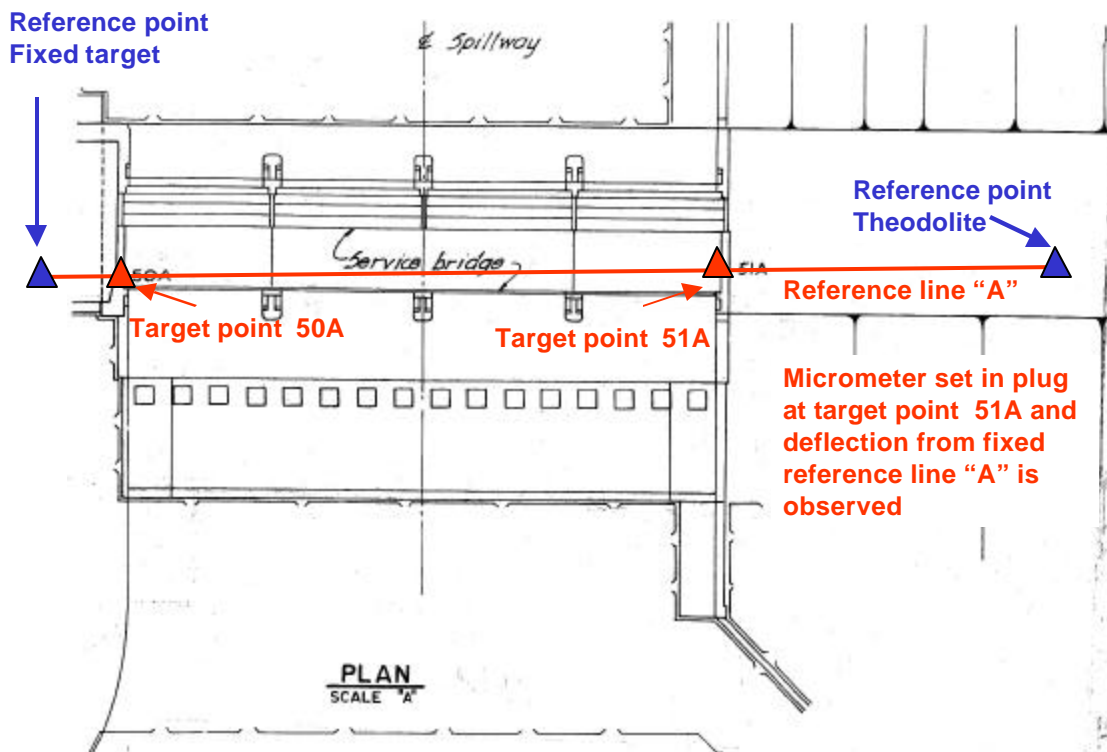 Reference point
Fixed target
℄ Spillway
Reference point
Theodolite
Service bridge
50A
51A
Reference line “A”
Target point 50A
Target point 51A
Micrometer set in plug
at target point 51A and
deflection from fixed
reference line “A” is
observed
PLAN
SCALE "A"